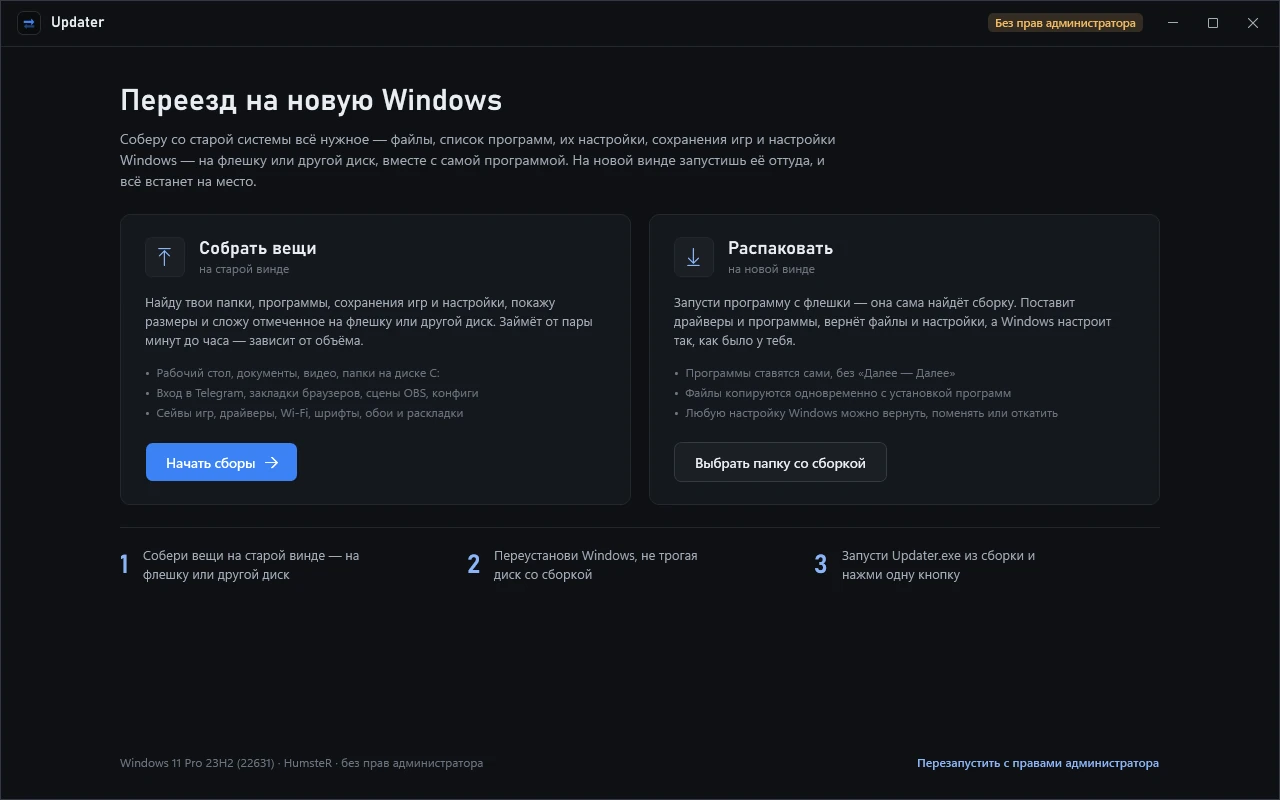 Updater
Без прав администратора
Переезд на новую Windows
Соберу со старой системы всё нужное — файлы, список программ, их настройки, сохранения игр и настройки
Windows — на флешку или другой диск, вместе с самой программой. На новой винде запустишь её оттуда, и
всё встанет на место.
Собрать вещи
на старой винде
Найду твои папки, программы, сохранения игр и настройки, покажу
размеры и сложу отмеченное на флешку или другой диск. Займёт от пары
минут до часа — зависит от объёма.
• Рабочий стол, документы, видео, папки на диске C:
• Вход в Telegram, закладки браузеров, сцены OBS, конфиги
• Сейвы игр, драйверы, Wi-Fi, шрифты, обои и раскладки
Начать сборы
Распаковать
на новой винде
Запусти программу с флешки — она сама найдёт сборку. Поставит
драйверы и программы, вернёт файлы и настройки, а Windows настроит
так, как было у тебя.
• Программы ставятся сами, без «Далее — Далее»
• Файлы копируются одновременно с установкой программ
• Любую настройку Windows можно вернуть, поменять или откатить
Выбрать папку со сборкой
1 Собери вещи на старой винде — на
флешку или другой диск
2 Переустанови Windows, не трогая
диск со сборкой
3 Запусти Updater.exe из сборки и
нажми одну кнопку
Windows 11 Pro 23H2 (22631) · HumsteR · без прав администратора
Перезапустить с правами администратора